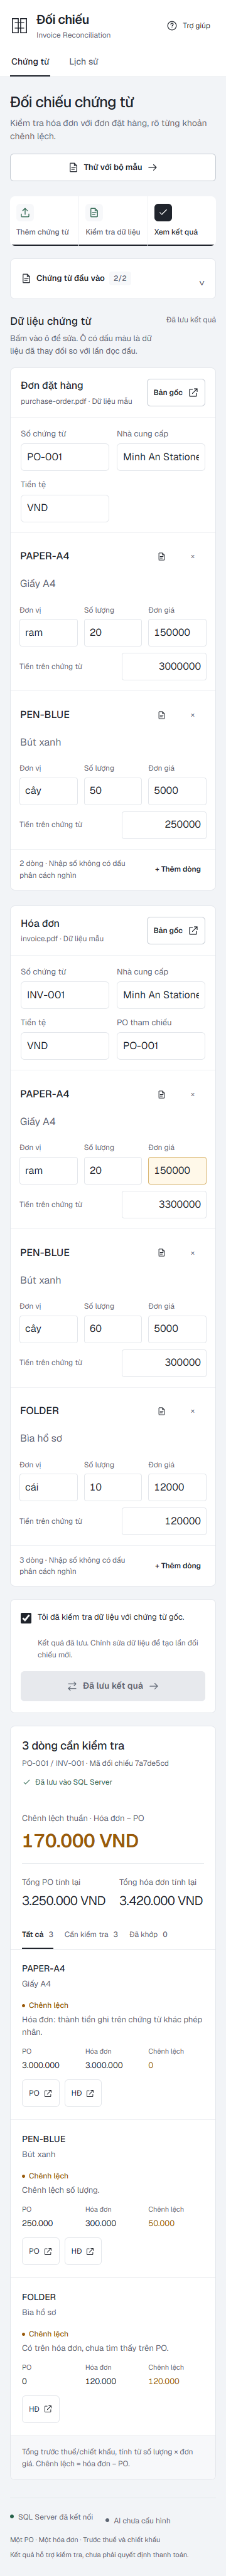 Đối chiếu
Invoice Reconciliation
Trợ giúp
Chứng từ
Lịch sử
Đối chiếu chứng từ
Kiểm tra hóa đơn với đơn đặt hàng, rõ từng khoản
chênh lệch.
Thử với bộ mẫu
Thêm chứng từ
Kiểm tra dữ liệu
Xem kết quả
Chứng từ đầu vào 2/2
Dữ liệu chứng từ
Đã lưu kết quả
Bấm vào ô để sửa. Ô có dấu màu là dữ
liệu đã thay đổi so với lần đọc đầu.
Đơn đặt hàng
purchase-order.pdf · Dữ liệu mẫu
Bản gốc
Số chứng từ
Nhà cung cấp
PO-001
Minh An Statione
Tiền tệ
VND
PAPER-A4
×
Giấy A4
Đơn vị
Số lượng
Đơn giá
ram
20
150000
Tiền trên chứng từ
3000000
PEN-BLUE
×
Bút xanh
Đơn vị
Số lượng
Đơn giá
cây
50
5000
Tiền trên chứng từ
250000
2 dòng · Nhập số không có dấu
phân cách nghìn
+ Thêm dòng
Hóa đơn
invoice.pdf · Dữ liệu mẫu
Bản gốc
Số chứng từ
Nhà cung cấp
INV-001
Minh An Statione
Tiền tệ
PO tham chiếu
VND
PO-001
PAPER-A4
×
Giấy A4
Đơn vị
Số lượng
Đơn giá
ram
20
150000
Tiền trên chứng từ
3300000
PEN-BLUE
×
Bút xanh
Đơn vị
Số lượng
Đơn giá
cây
60
5000
Tiền trên chứng từ
300000
FOLDER
×
Bìa hồ sơ
Đơn vị
Số lượng
Đơn giá
cái
10
12000
Tiền trên chứng từ
120000
3 dòng · Nhập số không có dấu
phân cách nghìn
+ Thêm dòng
Tôi đã kiểm tra dữ liệu với chứng từ gốc.
Kết quả đã lưu. Chỉnh sửa dữ liệu để tạo lần đối
chiếu mới.
Đã lưu kết quả
3 dòng cần kiểm tra
PO-001 / INV-001 · Mã đối chiếu 7a7de5cd
Đã lưu vào SQL Server
Chênh lệch thuần · Hóa đơn − PO
170.000 VND
Tổng PO tính lại
Tổng hóa đơn tính lại
3.250.000 VND
3.420.000 VND
Tất cả 3
Cần kiểm tra 3
Đã khớp 0
PAPER-A4
Giấy A4
Chênh lệch
Hóa đơn: thành tiền ghi trên chứng từ khác phép
nhân.
PO
Hóa đơn
Chênh lệch
3.000.000
3.000.000
0
PO
HĐ
PEN-BLUE
Bút xanh
Chênh lệch
Chênh lệch số lượng.
PO
Hóa đơn
Chênh lệch
250.000
300.000
50.000
PO
HĐ
FOLDER
Bìa hồ sơ
Chênh lệch
Có trên hóa đơn, chưa tìm thấy trên PO.
PO
Hóa đơn
Chênh lệch
0
120.000
120.000
HĐ
Tổng trước thuế/chiết khấu, tính từ số lượng × đơn
giá. Chênh lệch = hóa đơn − PO.
SQL Server đã kết nối
AI chưa cấu hình
Một PO · Một hóa đơn · Trước thuế và chiết khấu
Kết quả hỗ trợ kiểm tra, chưa phải quyết định thanh toán.